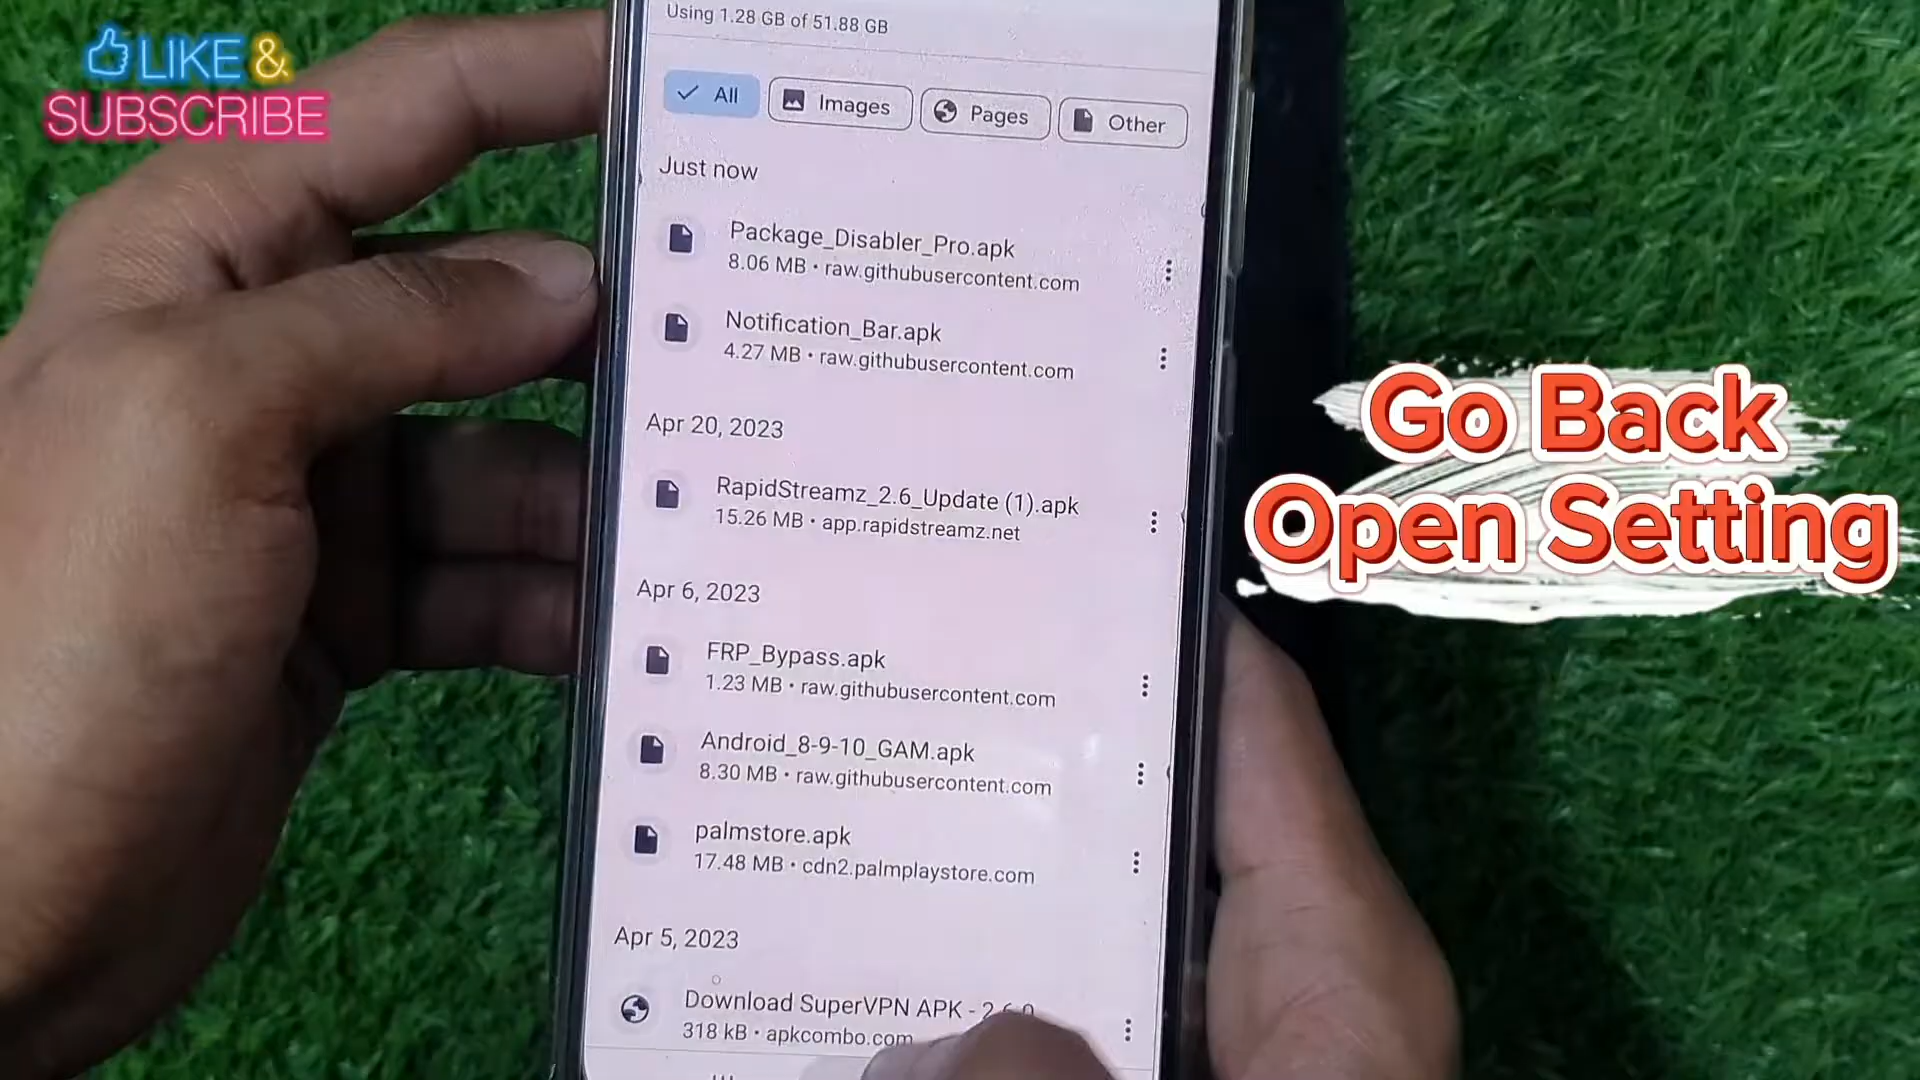 LIKE &
SUBSCRIBE
Using 1.28 GB of 51.88 GB
All
Images
Pages
Other
Just now
Package_Disabler_Pro.apk
8.06 MB • raw.githubusercontent.com
Notification_Bar.apk
4.27 MB • raw.githubusercontent.com
Apr 20, 2023
RapidStreamz_2.6_Update (1).apk
15.26 MB • app.rapidstreamz.net
Apr 6, 2023
FRP_Bypass.apk
1.23 MB • raw.githubusercontent.com
Android_8-9-10_GAM.apk
8.30 MB • raw.githubusercontent.com
palmstore.apk
17.48 MB • cdn2.palmplaystore.com
Apr 5, 2023
Download SuperVPN APK - 2.6.0
318 kB • apkcombo.com
Go Back
Open Setting